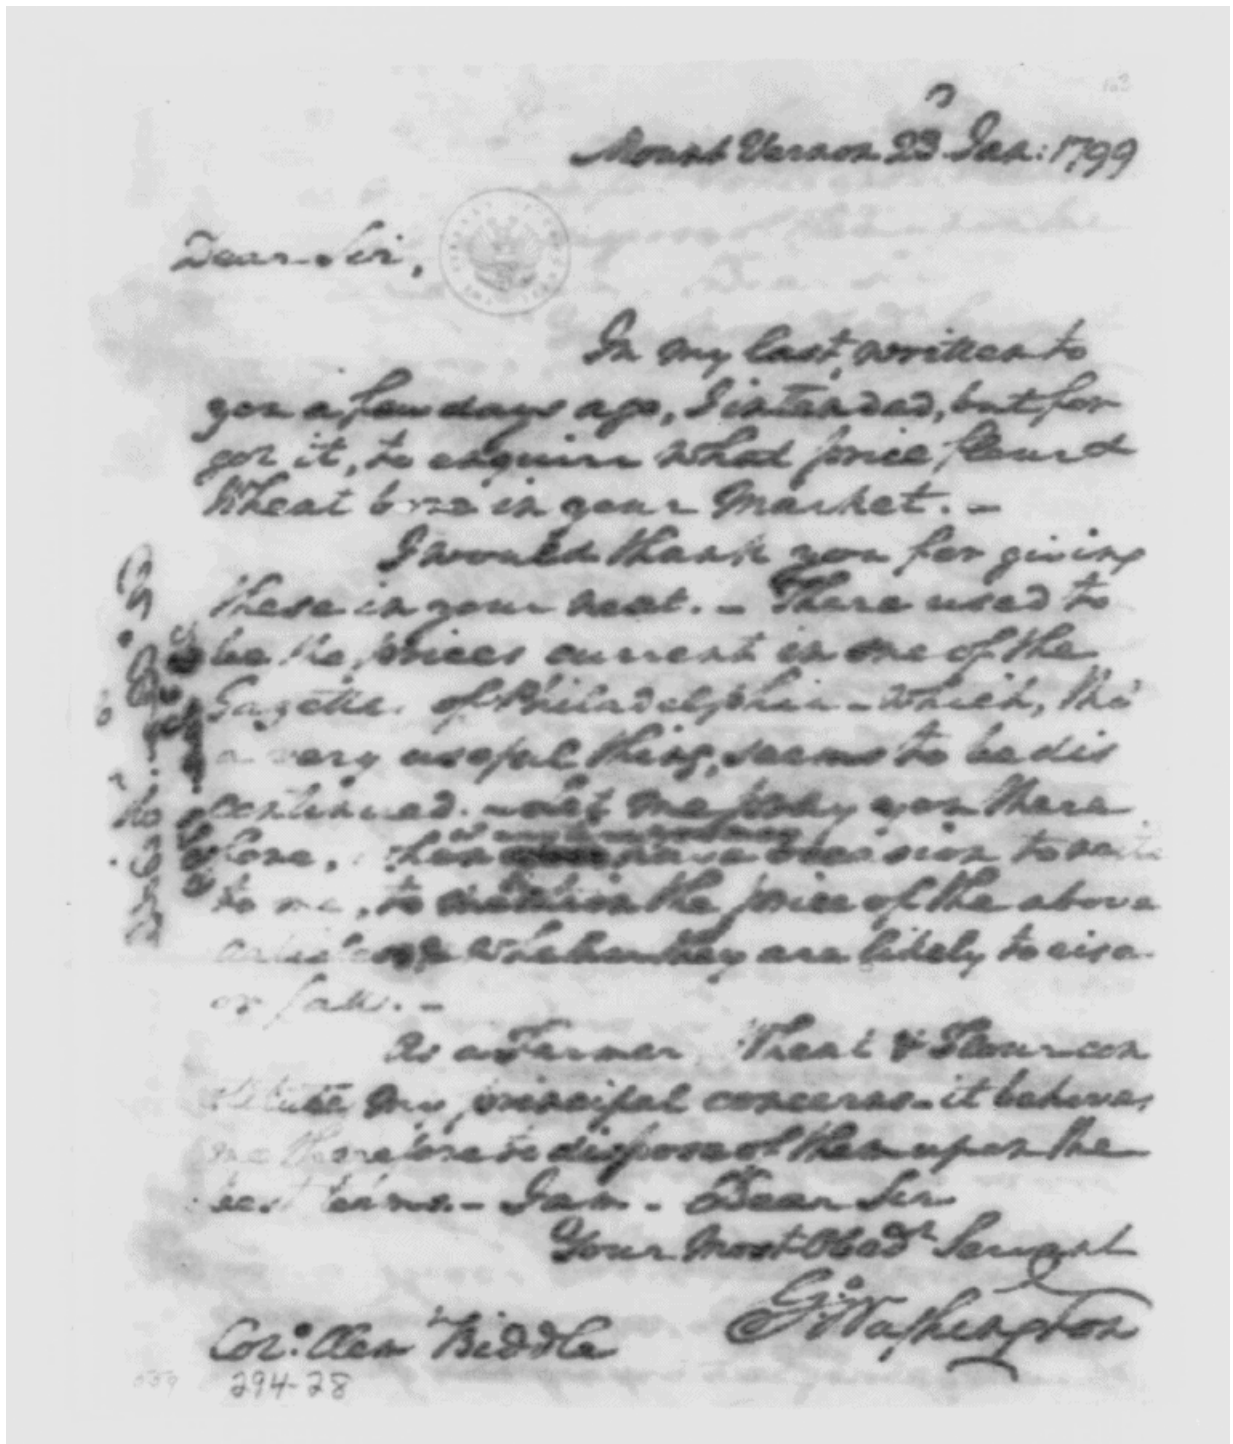 Mount Vernon 23 Jan: 1799
Dear Sir,
In my last, written to
you a few days ago, I intended, but for
got it, to enquire what price flour &
Wheat bore in your Market. –
I would thank you for giving
these in your next. – There used to
be the prices current in one of the
Gazettes of Philadelphia – which, tho'
a very useful thing, seems to be dis
continued. – Let me pray you there
fore, when have occasion to write
to me, to the price of the above
articles, & whether they are likely to rise
or fall. –
As a Farmer, Wheat & Flour con
stitute my principal concerns – it behoves
me therefore to dispose of them upon the
best terms. – I am – Dear Sir
Your Most Obedt Servant
Go: Washington
Colo: Clemt Biddle
294-28